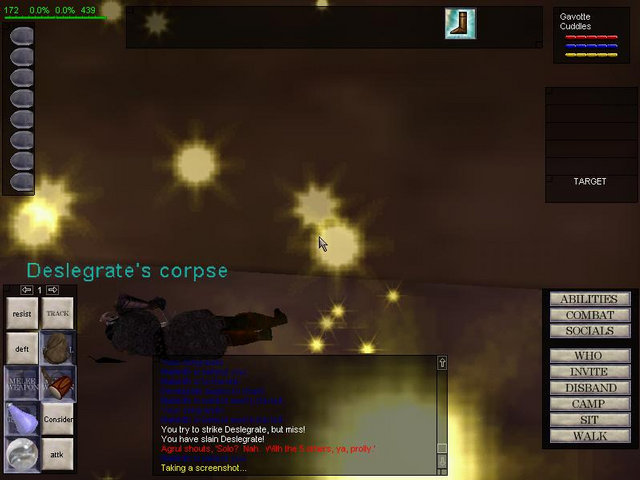 172 0.0% 0.0% 439
Gavotte
Cuddles
TARGET
Deslegrate's corpse
1
resist
TRACK
deft
MELEE
WEAPON
Consider
attk
You try to strike Deslegrate, but miss!
You have slain Deslegrate!
Agrul shouts, 'Solo? Nah. With the 5 others, ya, prolly.'
Taking a screenshot...
ABILITIES
COMBAT
SOCIALS
WHO
INVITE
DISBAND
CAMP
SIT
WALK